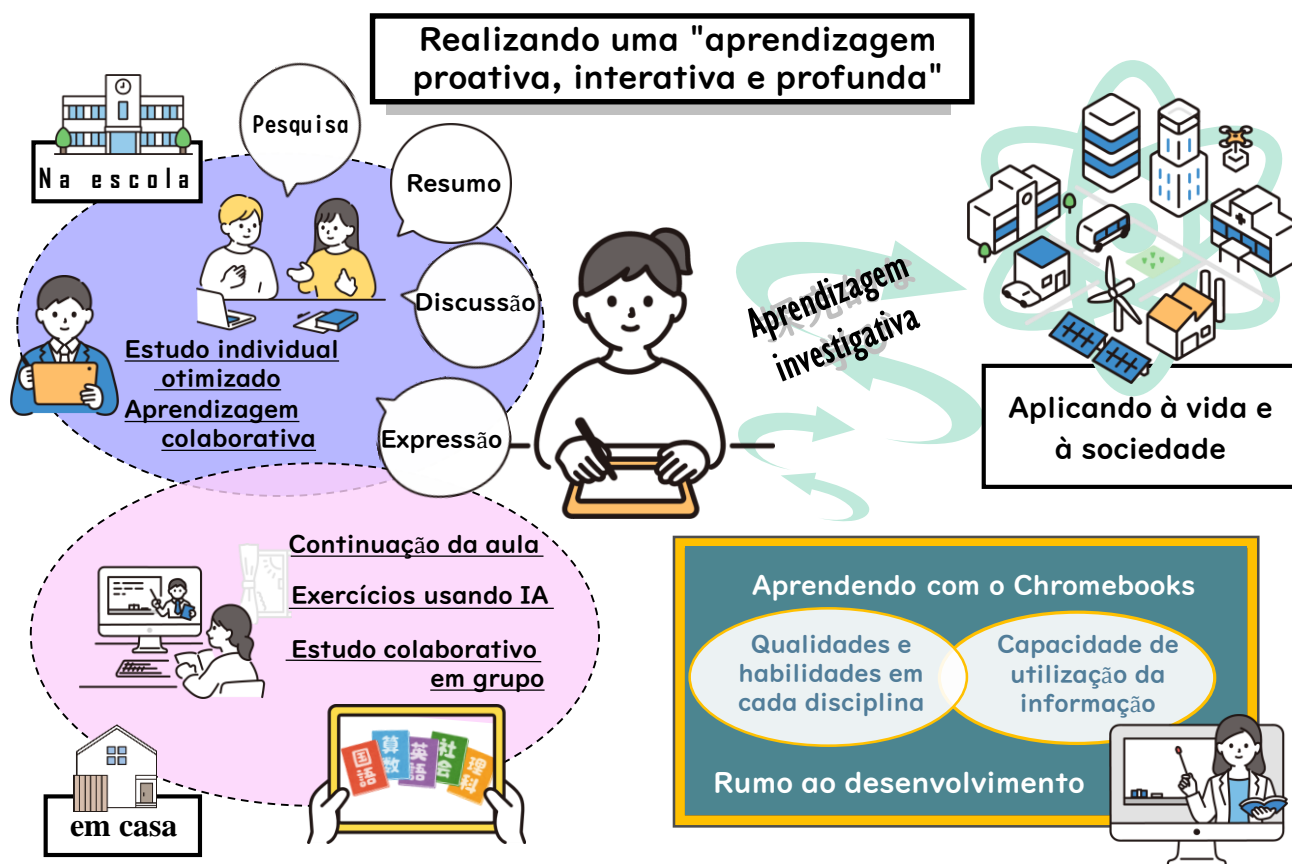 Realizando uma "aprendizagem
proativa, interativa e profunda"
Na escola
Pesquisa
Resumo
Discussão
Expressão
Estudo individual
otimizado
Aprendizagem
colaborativa
Aprendizagem
investigativa
Aplicando à vida e
à sociedade
Continuação da aula
Exercícios usando IA
Estudo colaborativo
em grupo
国語
算数
英語
社会
理科
em casa
Aprendendo com o Chromebooks
Qualidades e
habilidades em
cada disciplina
Capacidade de
utilização da
informação
Rumo ao desenvolvimento